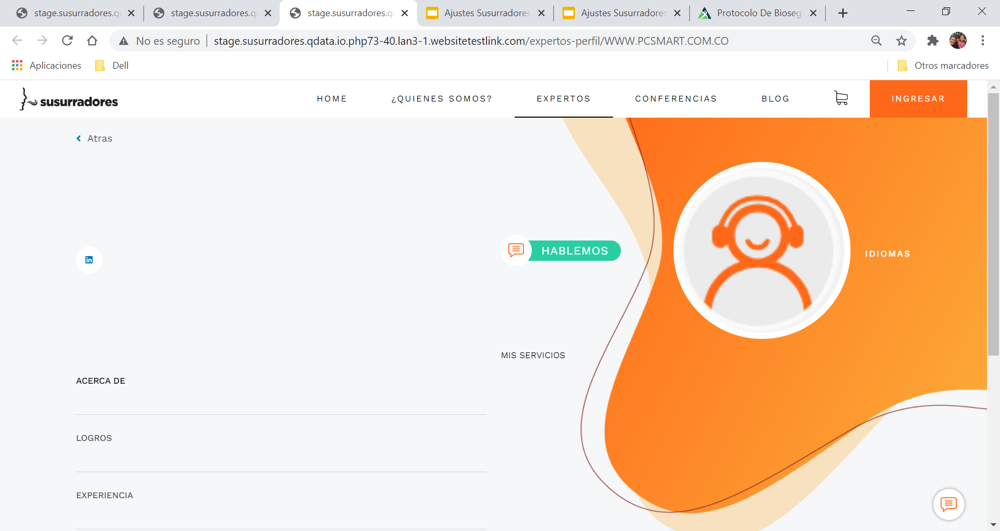 stage.susurradores.q
stage.susurradores.q
stage.susurradores.q
Ajustes Susurradores
Ajustes Susurradores
Protocolo De Bioseg
No es seguro
stage.susurradores.qdata.io.php73-40.lan3-1.websitetestlink.com/expertos-perfil/WWW.PCSMART.COM.CO
Aplicaciones
Dell
Otros marcadores
susurradores
HOME
¿QUIENES SOMOS?
EXPERTOS
CONFERENCIAS
BLOG
INGRESAR
Atras
HABLEMOS
IDIOMAS
MIS SERVICIOS
ACERCA DE
LOGROS
EXPERIENCIA